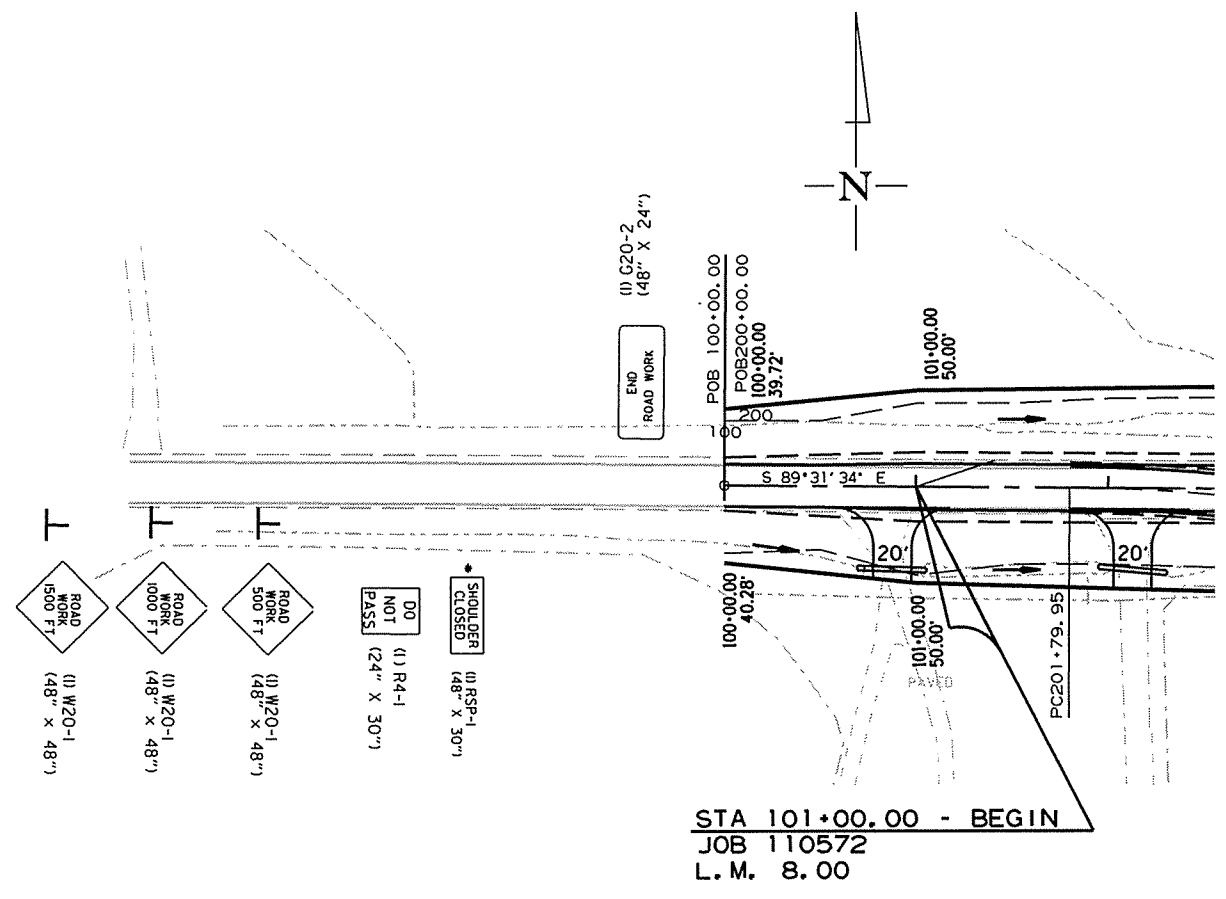 N
(1) G20-2
(48" X 24")
END
ROAD WORK
POB 100+00.00
POB200+00.00
100+00.00
39.72'
101+00.00
50.00'
200
100
S 89°31'34" E
20'
20'
ROAD
WORK
1500 FT
ROAD
WORK
1000 FT
ROAD
WORK
500 FT
DO
NOT
PASS
*
SHOULDER
CLOSED
(1) W20-1
(48" X 48")
(1) W20-1
(48" X 48")
(1) W20-1
(48" X 48")
(1) R4-1
(24" X 30")
(1) RSP-1
(48" X 30")
100+00.00
40.28'
101+00.00
50.00'
PAVED
PC201+79.95
STA 101+00.00 - BEGIN
JOB 110572
L.M. 8.00